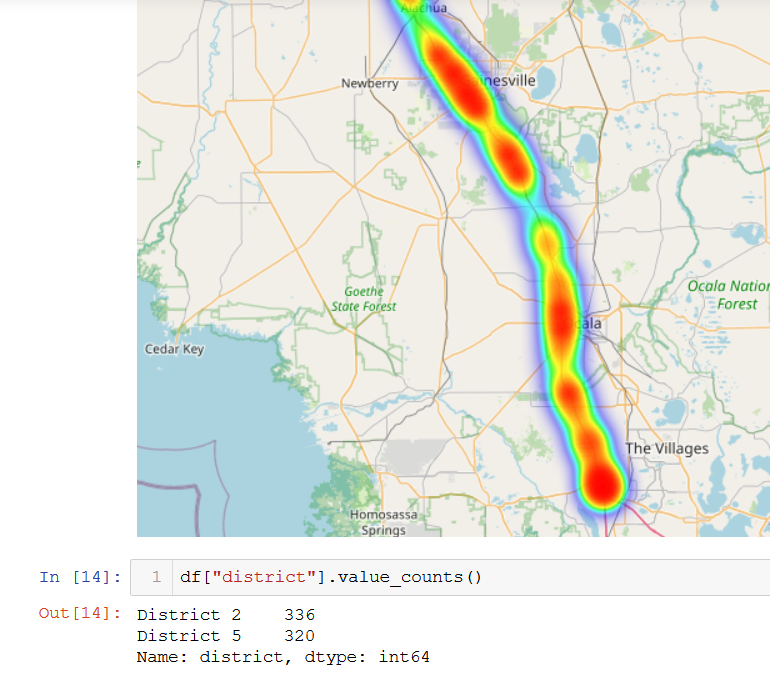 Alachua
Newberry
nesville
Goethe
State Forest
Ocala Nation
Forest
ala
Cedar Key
The Villages
Homosassa
Springs
In [14]: 1 df["district"].value_counts()
Out[14]: District 2 336
District 5 320
Name: district, dtype: int64